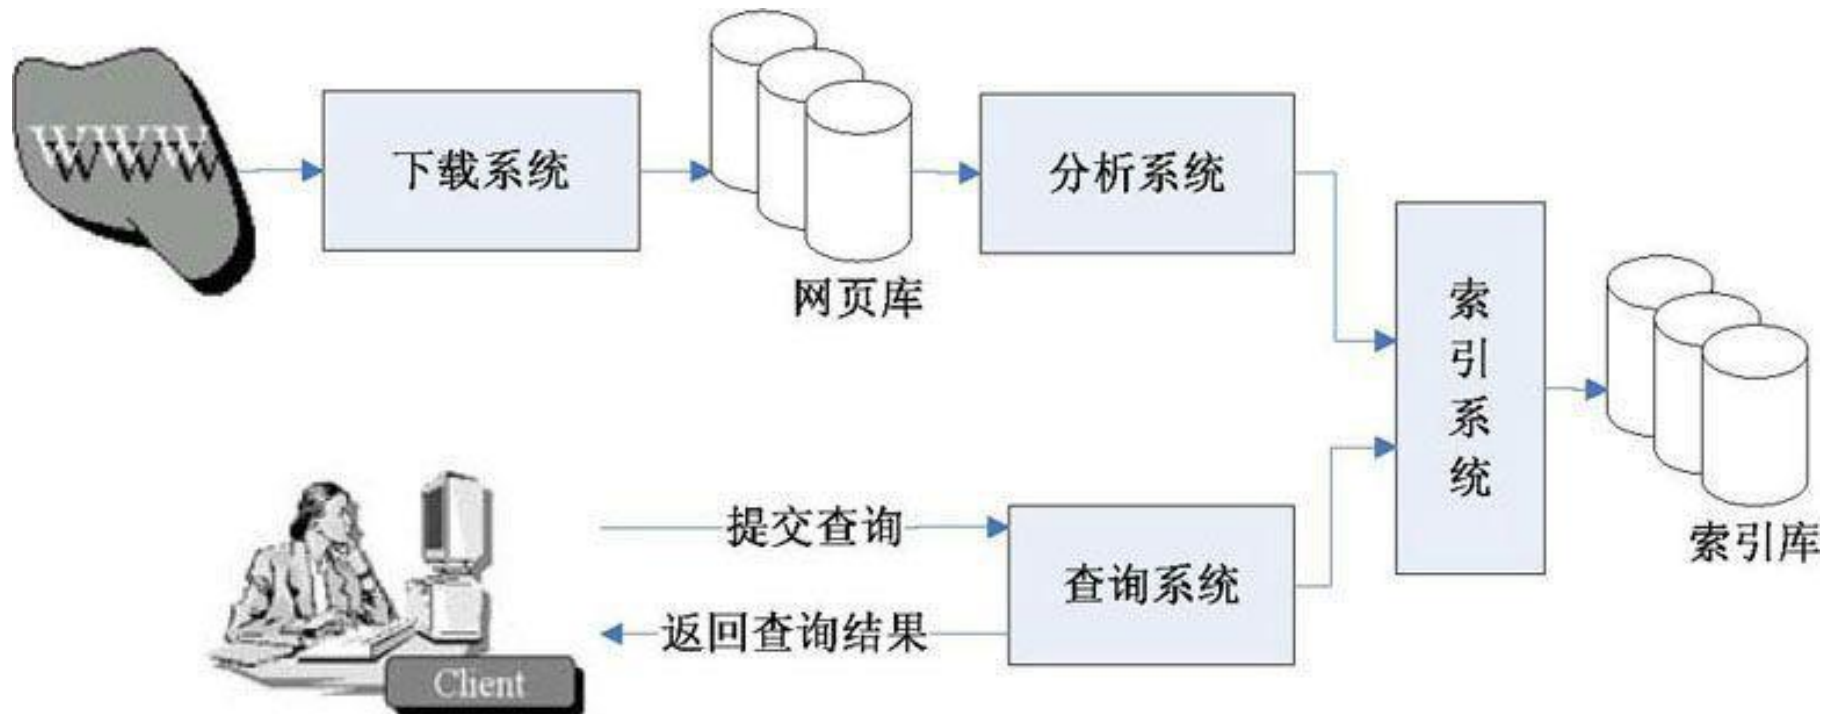 WWW
下载系统
网页库
分析系统
索引系统
索引库
提交查询
查询系统
返回查询结果
Client